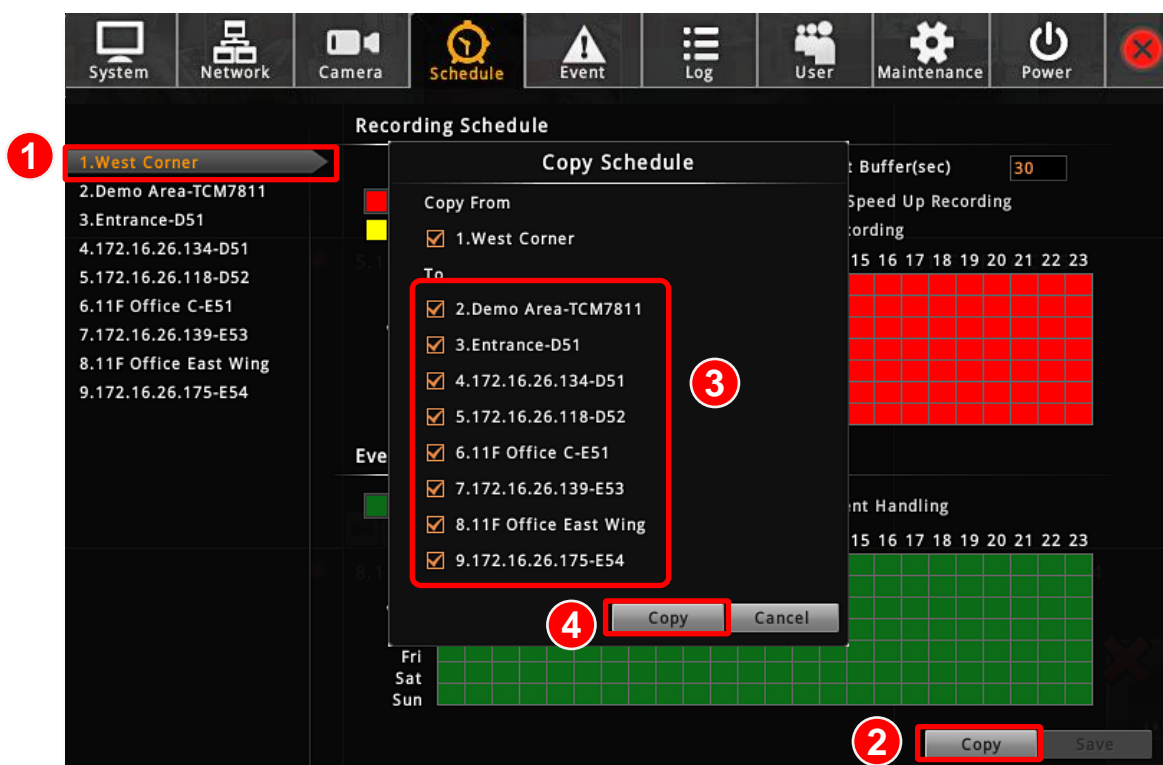 System Network Camera Schedule Event Log User Maintenance Power
Recording Schedule
1
1.West Corner
2.Demo Area-TCM7811
3.Entrance-D51
4.172.16.26.134-D51
5.172.16.26.118-D52
6.11F Office C-E51
7.172.16.26.139-E53
8.11F Office East Wing
9.172.16.26.175-E54
Copy Schedule
Copy From
1.West Corner
To
2.Demo Area-TCM7811
3.Entrance-D51
4.172.16.26.134-D51
5.172.16.26.118-D52
6.11F Office C-E51
7.172.16.26.139-E53
8.11F Office East Wing
9.172.16.26.175-E54
3
4
Copy Cancel
Buffer(sec) 30
Speed Up Recording
cording
15 16 17 18 19 20 21 22 23
Eve
ent Handling
15 16 17 18 19 20 21 22 23
Fri
Sat
Sun
2
Copy Save